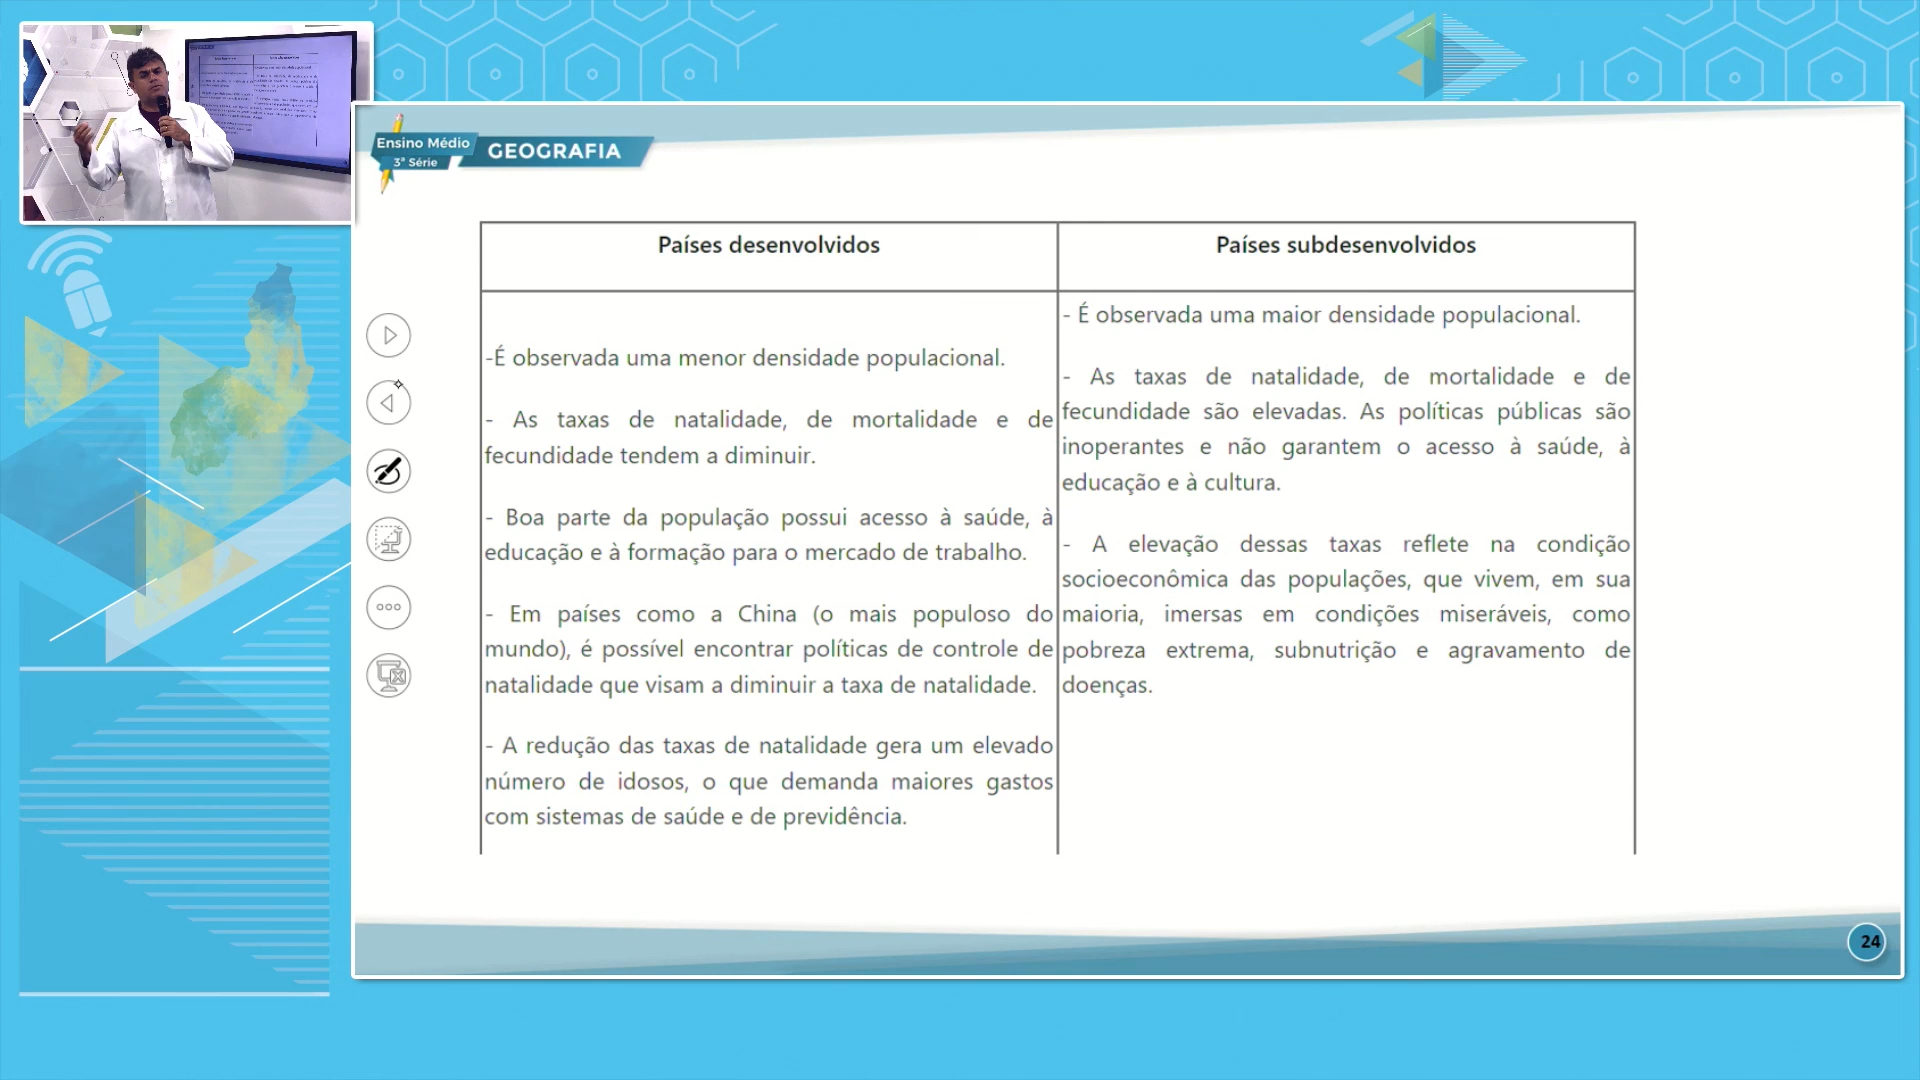 Ensino Médio
3ª Série
GEOGRAFIA
Países desenvolvidos
-É observada uma menor densidade populacional.
- As taxas de natalidade, de mortalidade e de
fecundidade tendem a diminuir.
- Boa parte da população possui acesso à saúde, à
educação e à formação para o mercado de trabalho.
- Em países como a China (o mais populoso do
mundo), é possível encontrar políticas de controle de
natalidade que visam a diminuir a taxa de natalidade.
- A redução das taxas de natalidade gera um elevado
número de idosos, o que demanda maiores gastos
com sistemas de saúde e de previdência.
Países subdesenvolvidos
- É observada uma maior densidade populacional.
- As taxas de natalidade, de mortalidade e de
fecundidade são elevadas. As políticas públicas são
inoperantes e não garantem o acesso à saúde, à
educação e à cultura.
- A elevação dessas taxas reflete na condição
socioeconômica das populações, que vivem, em sua
maioria, imersas em condições miseráveis, como
pobreza extrema, subnutrição e agravamento de
doenças.
24